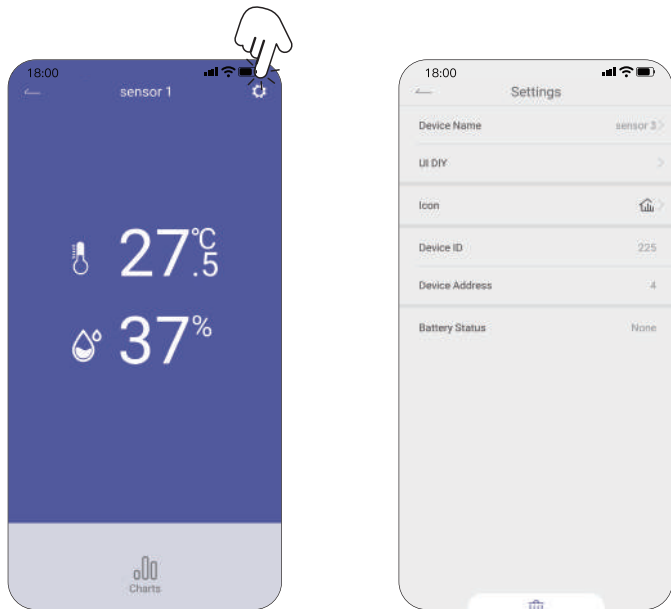 18:00
sensor 1
27.5°C
37%
Charts
18:00
Settings
Device Name sensor 3
UI DIY
Icon
Device ID 225
Device Address 4
Battery Status None